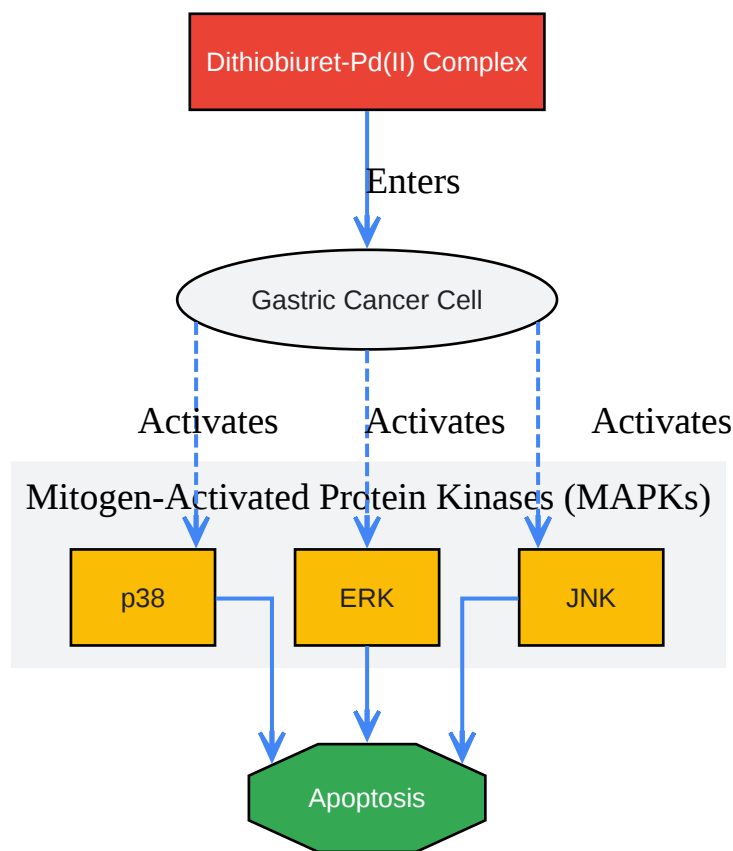 Dithiobiuret-Pd(II) Complex
Enters
Gastric Cancer Cell
Activates
Activates
Activates
Mitogen-Activated Protein Kinases (MAPKs)
p38
ERK
JNK
Apoptosis